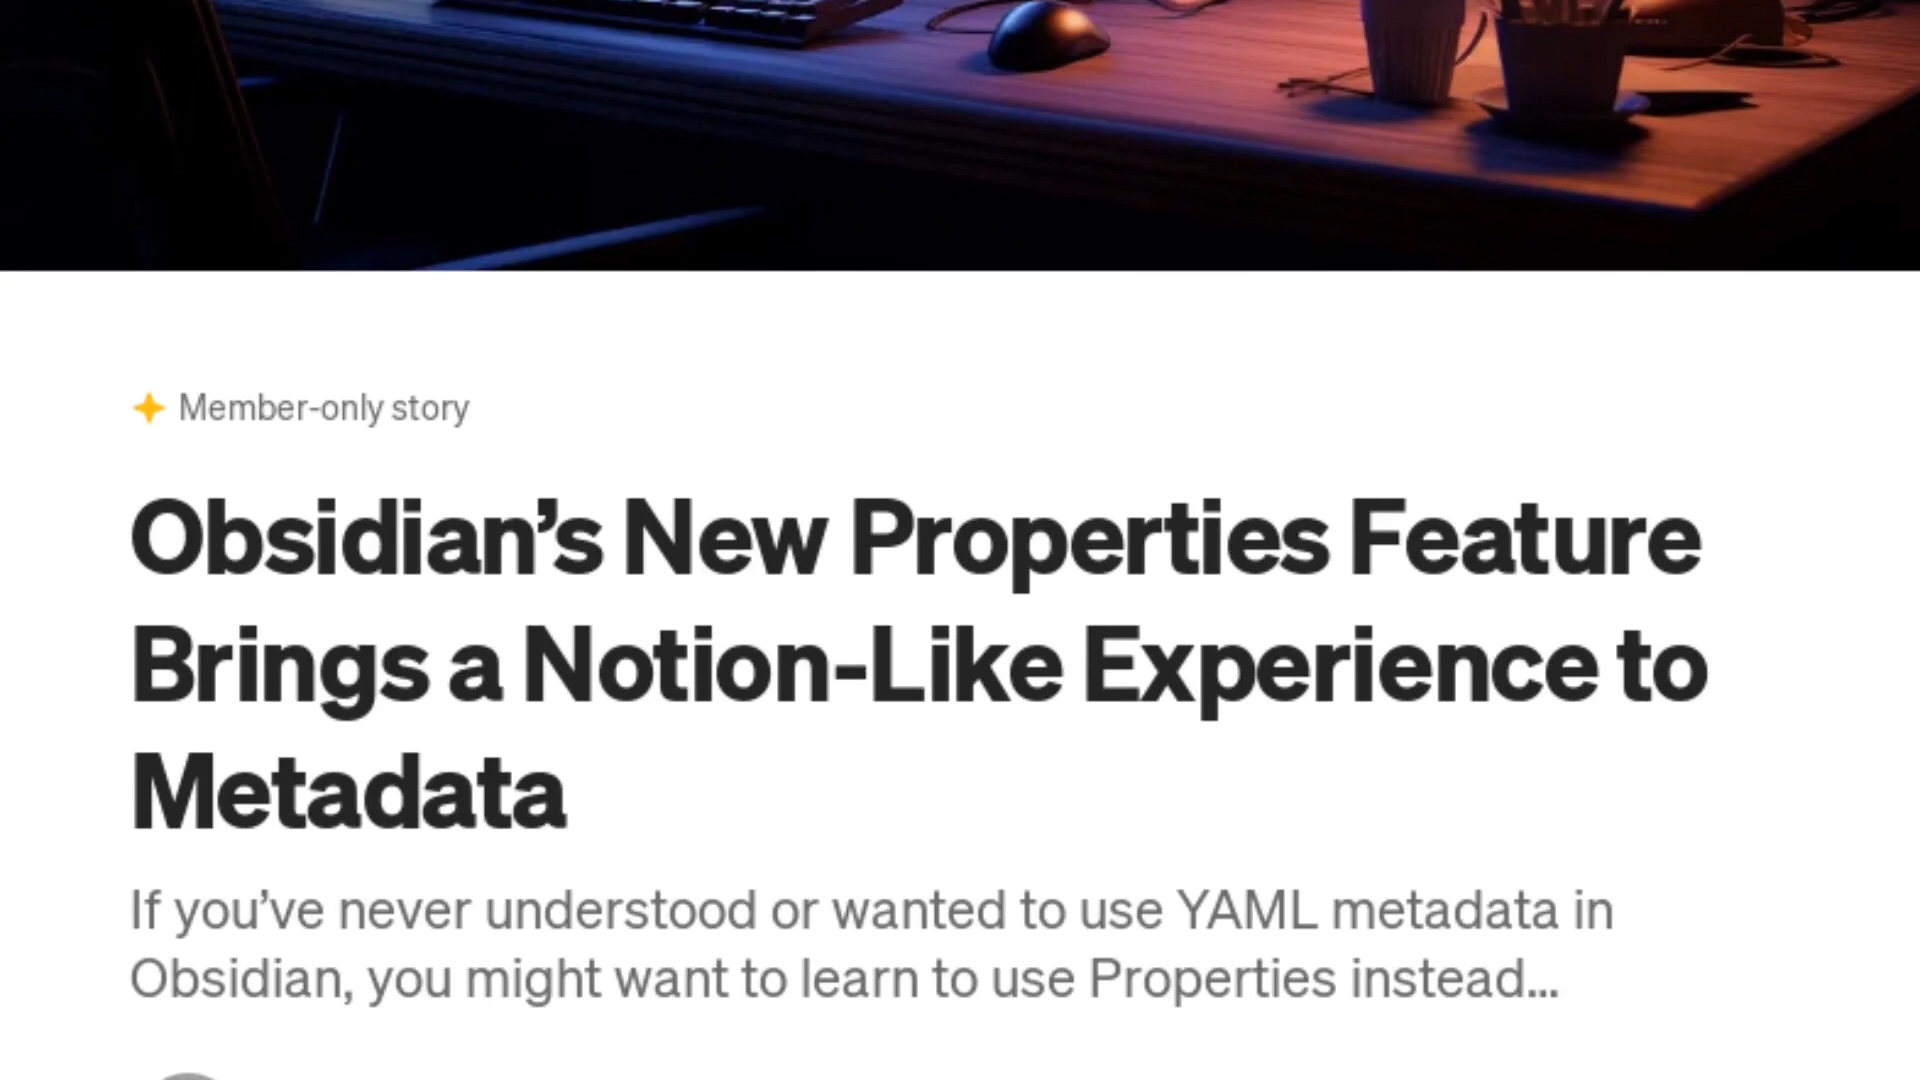 Member-only story
Obsidian’s New Properties Feature
Brings a Notion-Like Experience to
Metadata
If you’ve never understood or wanted to use YAML metadata in
Obsidian, you might want to learn to use Properties instead...